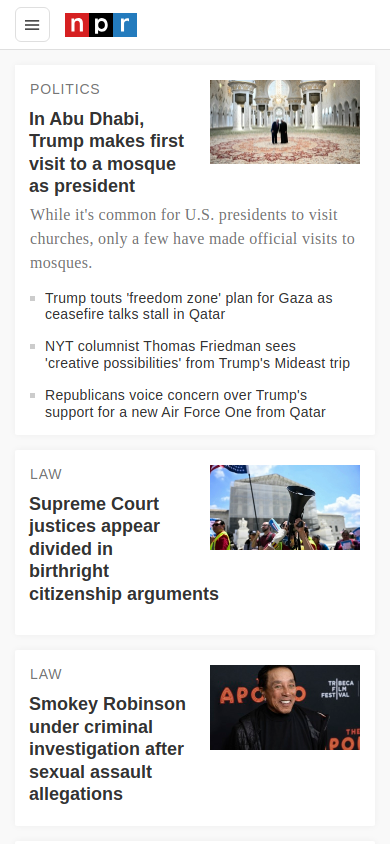 npr
POLITICS
In Abu Dhabi,
Trump makes first
visit to a mosque
as president
While it's common for U.S. presidents to visit
churches, only a few have made official visits to
mosques.
Trump touts 'freedom zone' plan for Gaza as
ceasefire talks stall in Qatar
NYT columnist Thomas Friedman sees
'creative possibilities' from Trump's Mideast trip
Republicans voice concern over Trump's
support for a new Air Force One from Qatar
LAW
Supreme Court
justices appear
divided in
birthright
citizenship arguments
LAW
Smokey Robinson
under criminal
investigation after
sexual assault
allegations
APO
O
TRIBECA
FILM
FESTIVAL
THE
POL